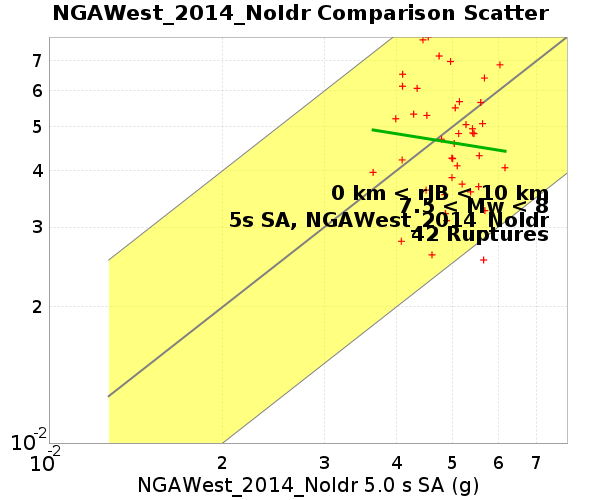 NGAWest_2014_NoIdr Comparison Scatter
7
6
5
4
3
2
10-2
0 km < rJB < 10 km
7.5 < Mw < 8
5s SA, NGAWest_2014_NoIdr
42 Ruptures
10-2
2 3 4 5 6 7
NGAWest_2014_NoIdr 5.0 s SA (g)